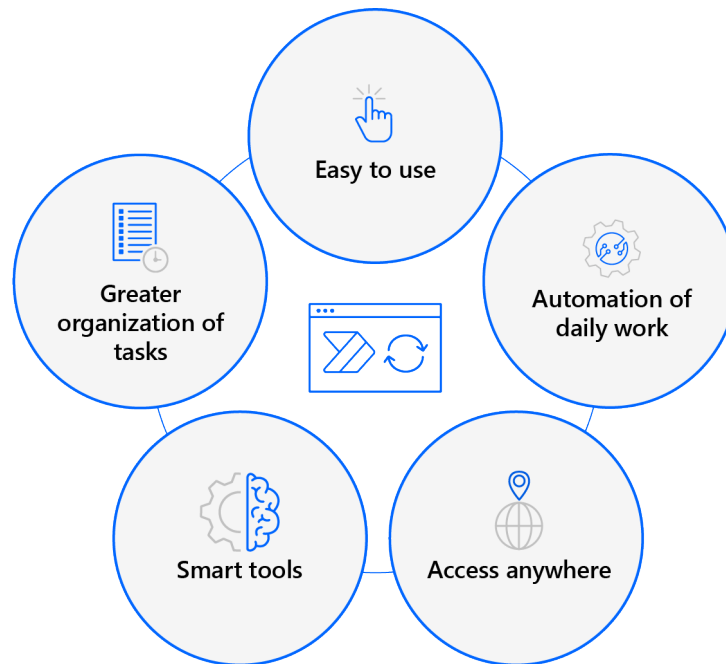 Easy to use
Greater
organization of
tasks
Automation of
daily work
Smart tools
Access anywhere